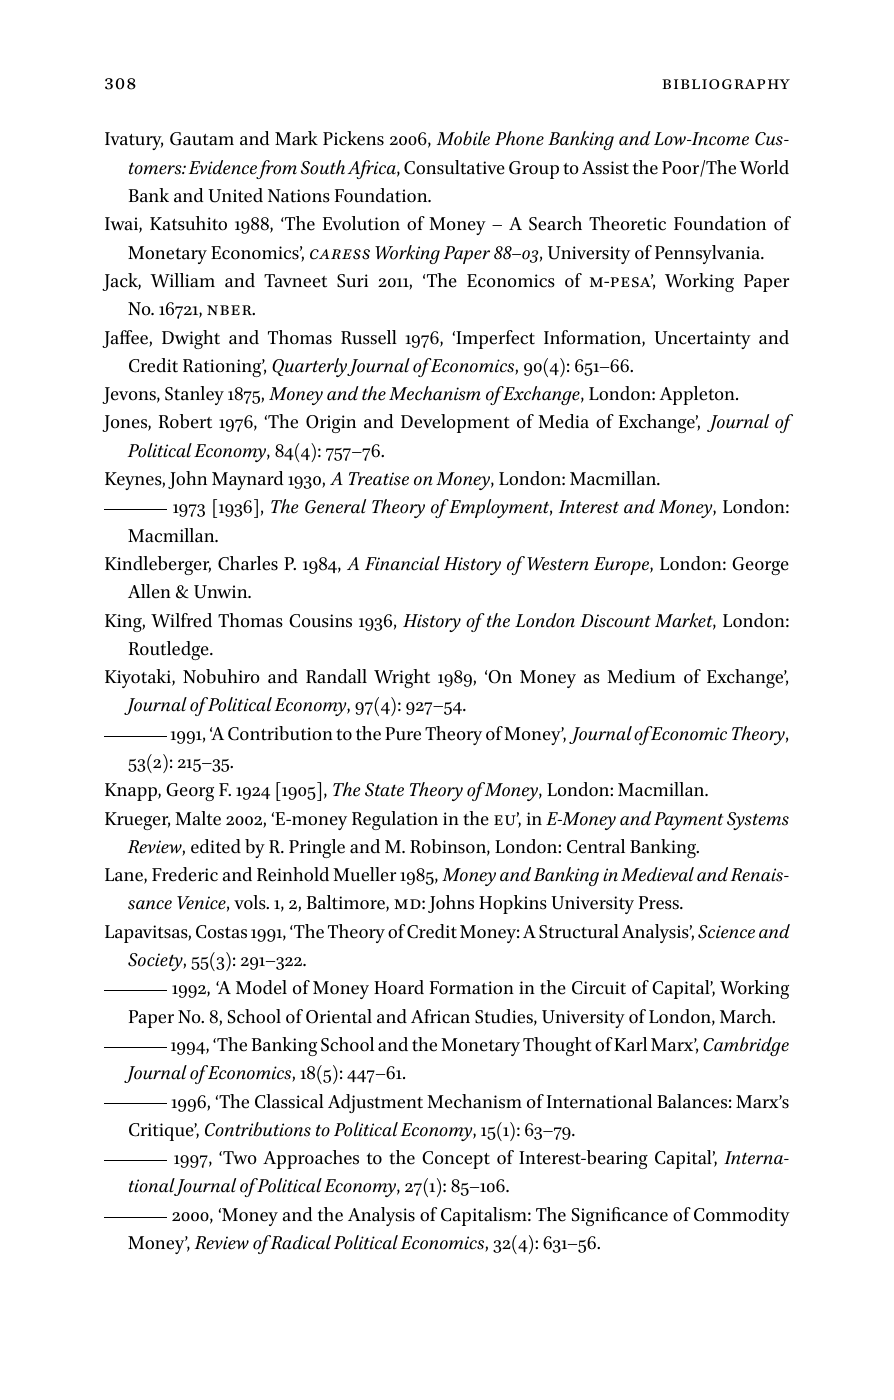 308 BIBLIOGRAPHY
Ivatury, Gautam and Mark Pickens 2006, Mobile Phone Banking and Low-Income Cus-
tomers: Evidence from South Africa, Consultative Group to Assist the Poor/The World
Bank and United Nations Foundation.
Iwai, Katsuhito 1988, ‘The Evolution of Money – A Search Theoretic Foundation of
Monetary Economics’, CARESS Working Paper 88–03, University of Pennsylvania.
Jack, William and Tavneet Suri 2011, ‘The Economics of M-PESA’, Working Paper
No. 16721, NBER.
Jaffee, Dwight and Thomas Russell 1976, ‘Imperfect Information, Uncertainty and
Credit Rationing’, Quarterly Journal of Economics, 90(4): 651–66.
Jevons, Stanley 1875, Money and the Mechanism of Exchange, London: Appleton.
Jones, Robert 1976, ‘The Origin and Development of Media of Exchange’, Journal of
Political Economy, 84(4): 757–76.
Keynes, John Maynard 1930, A Treatise on Money, London: Macmillan.
——— 1973 [1936], The General Theory of Employment, Interest and Money, London:
Macmillan.
Kindleberger, Charles P. 1984, A Financial History of Western Europe, London: George
Allen & Unwin.
King, Wilfred Thomas Cousins 1936, History of the London Discount Market, London:
Routledge.
Kiyotaki, Nobuhiro and Randall Wright 1989, ‘On Money as Medium of Exchange’,
Journal of Political Economy, 97(4): 927–54.
——— 1991, ‘A Contribution to the Pure Theory of Money’, Journal of Economic Theory,
53(2): 215–35.
Knapp, Georg F. 1924 [1905], The State Theory of Money, London: Macmillan.
Krueger, Malte 2002, ‘E-money Regulation in the EU’, in E-Money and Payment Systems
Review, edited by R. Pringle and M. Robinson, London: Central Banking.
Lane, Frederic and Reinhold Mueller 1985, Money and Banking in Medieval and Renais-
sance Venice, vols. 1, 2, Baltimore, MD: Johns Hopkins University Press.
Lapavitsas, Costas 1991, ‘The Theory of Credit Money: A Structural Analysis’, Science and
Society, 55(3): 291–322.
——— 1992, ‘A Model of Money Hoard Formation in the Circuit of Capital’, Working
Paper No. 8, School of Oriental and African Studies, University of London, March.
——— 1994, ‘The Banking School and the Monetary Thought of Karl Marx’, Cambridge
Journal of Economics, 18(5): 447–61.
——— 1996, ‘The Classical Adjustment Mechanism of International Balances: Marx’s
Critique’, Contributions to Political Economy, 15(1): 63–79.
——— 1997, ‘Two Approaches to the Concept of Interest-bearing Capital’, Interna-
tional Journal of Political Economy, 27(1): 85–106.
——— 2000, ‘Money and the Analysis of Capitalism: The Significance of Commodity
Money’, Review of Radical Political Economics, 32(4): 631–56.